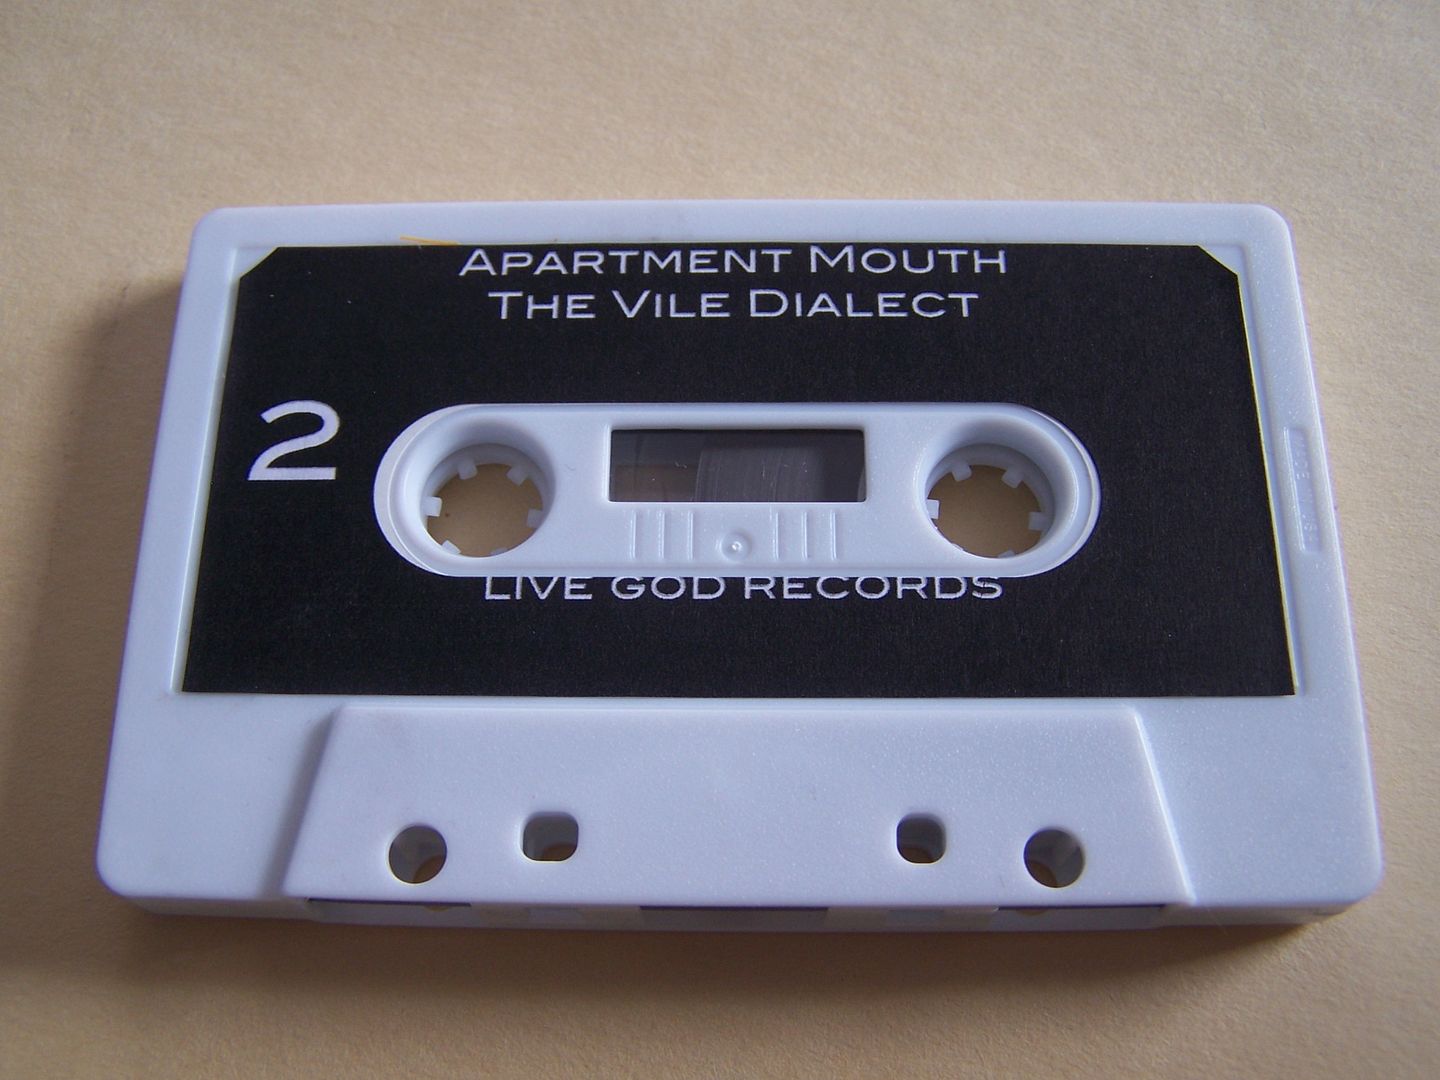 APARTMENT MOUTH
THE VILE DIALECT
2
LIVE GOD RECORDS